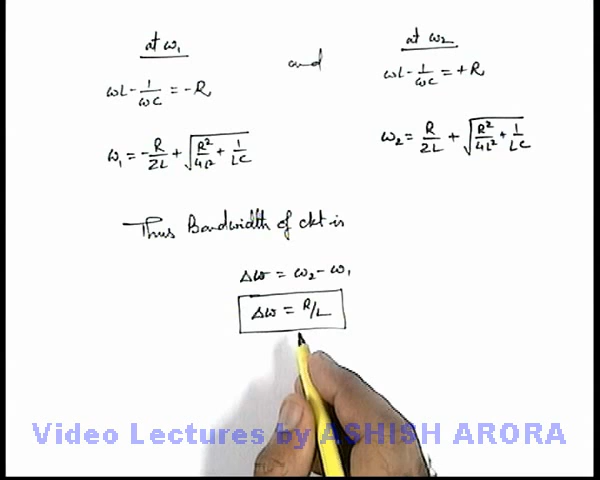 at ω₁ and at ω₂
ωL - 1/ωC = -R
ωL - 1/ωC = +R
ω₁ = -R/2L + √(R²/4L² + 1/LC)
ω₂ = R/2L + √(R²/4L² + 1/LC)
Thus Bandwidth of ckt is
Δω = ω₂ - ω₁
Δω = R/L
Video Lectures by ASHISH ARORA